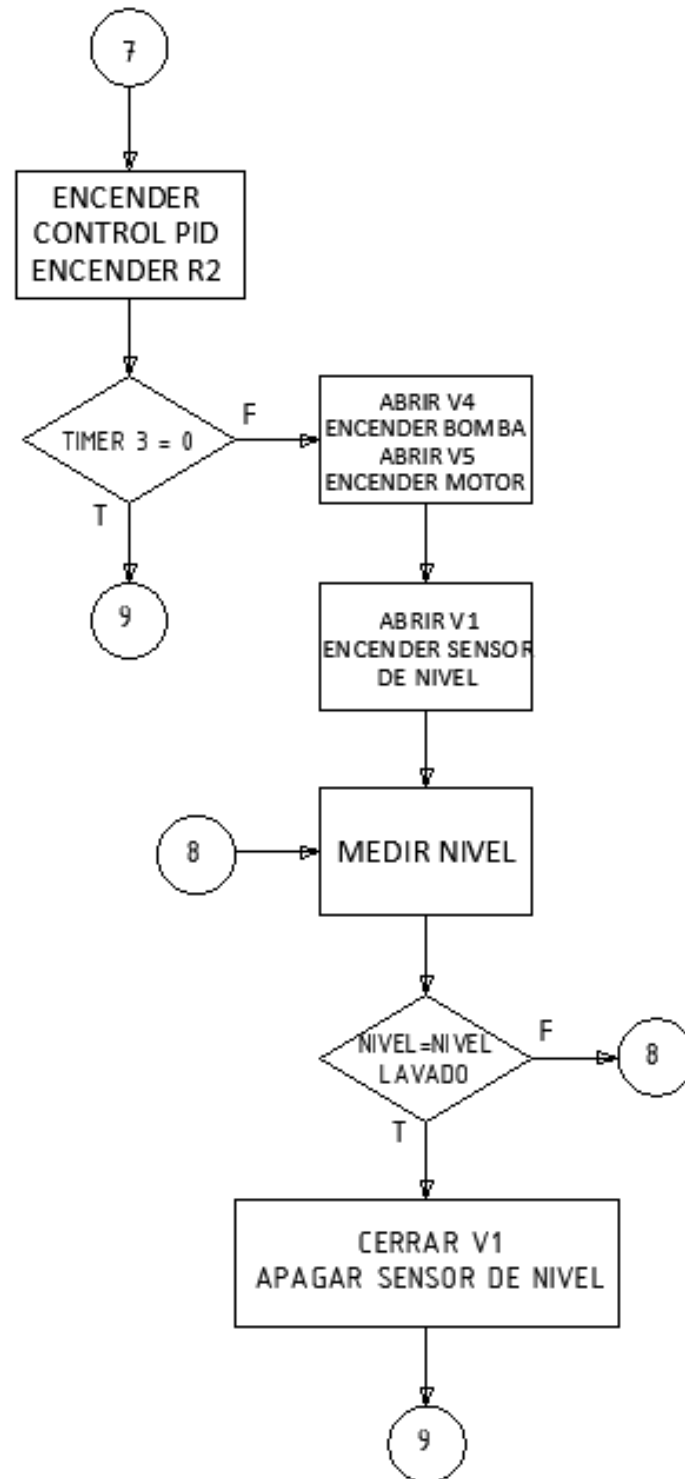 7
ENCENDER
CONTROL PID
ENCENDER R2
TIMER 3 = 0
F
T
9
ABRIR V4
ENCENDER BOMBA
ABRIR V5
ENCENDER MOTOR
ABRIR V1
ENCENDER SENSOR
DE NIVEL
8
MEDIR NIVEL
NIVEL=NIVEL
LAVADO
F
8
T
CERRAR V1
APAGAR SENSOR DE NIVEL
9